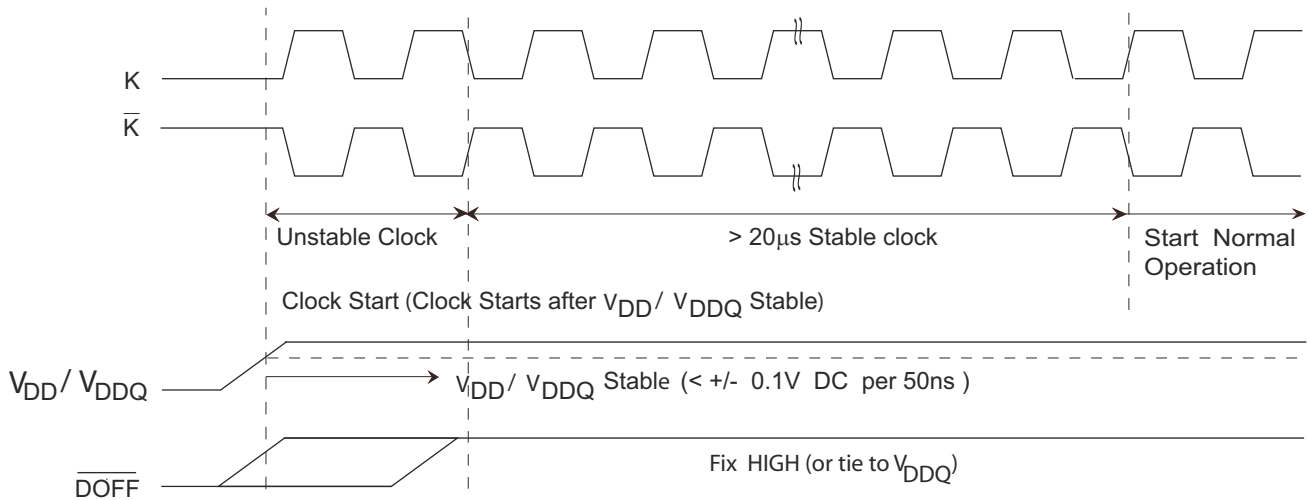 K
K̅
Unstable Clock
> 20μs Stable clock
Start Normal
Operation
Clock Start (Clock Starts after VDD / VDDQ Stable)
VDD / VDDQ
VDD / VDDQ Stable (< +/- 0.1V DC per 50ns )
D̅O̅F̅F̅
Fix HIGH (or tie to VDDQ)